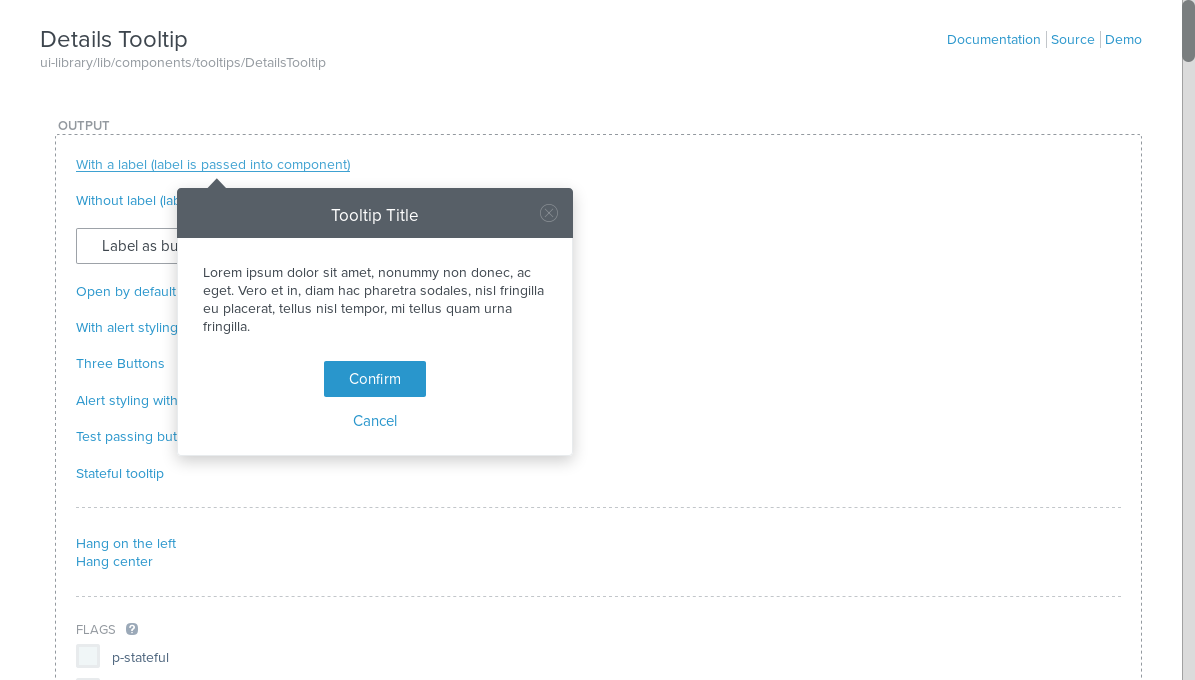 Details Tooltip
Documentation Source Demo
ui-library/lib/components/tooltips/DetailsTooltip
OUTPUT
With a label (label is passed into component)
Without label (lab
Tooltip Title
Label as bu
Lorem ipsum dolor sit amet, nonummy non donec, ac
eget. Vero et in, diam hac pharetra sodales, nisl fringilla
eu placerat, tellus nisl tempor, mi tellus quam urna
fringilla.
Open by default
With alert styling
Three Buttons
Confirm
Alert styling with
Cancel
Test passing but
Stateful tooltip
Hang on the left
Hang center
FLAGS ?
p-stateful